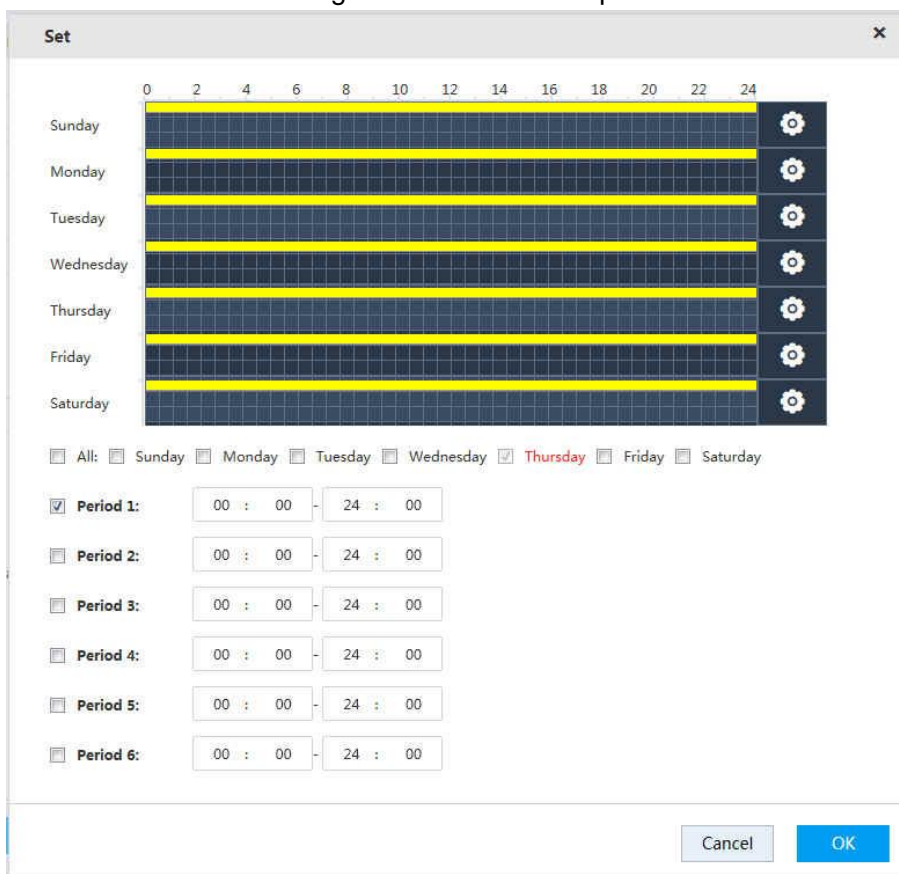 Set ×
0 2 4 6 8 10 12 14 16 18 20 22 24
Sunday
Monday
Tuesday
Wednesday
Thursday
Friday
Saturday
All: Sunday Monday Tuesday Wednesday Thursday Friday Saturday
Period 1: 00 : 00 - 24 : 00
Period 2: 00 : 00 - 24 : 00
Period 3: 00 : 00 - 24 : 00
Period 4: 00 : 00 - 24 : 00
Period 5: 00 : 00 - 24 : 00
Period 6: 00 : 00 - 24 : 00
Cancel OK